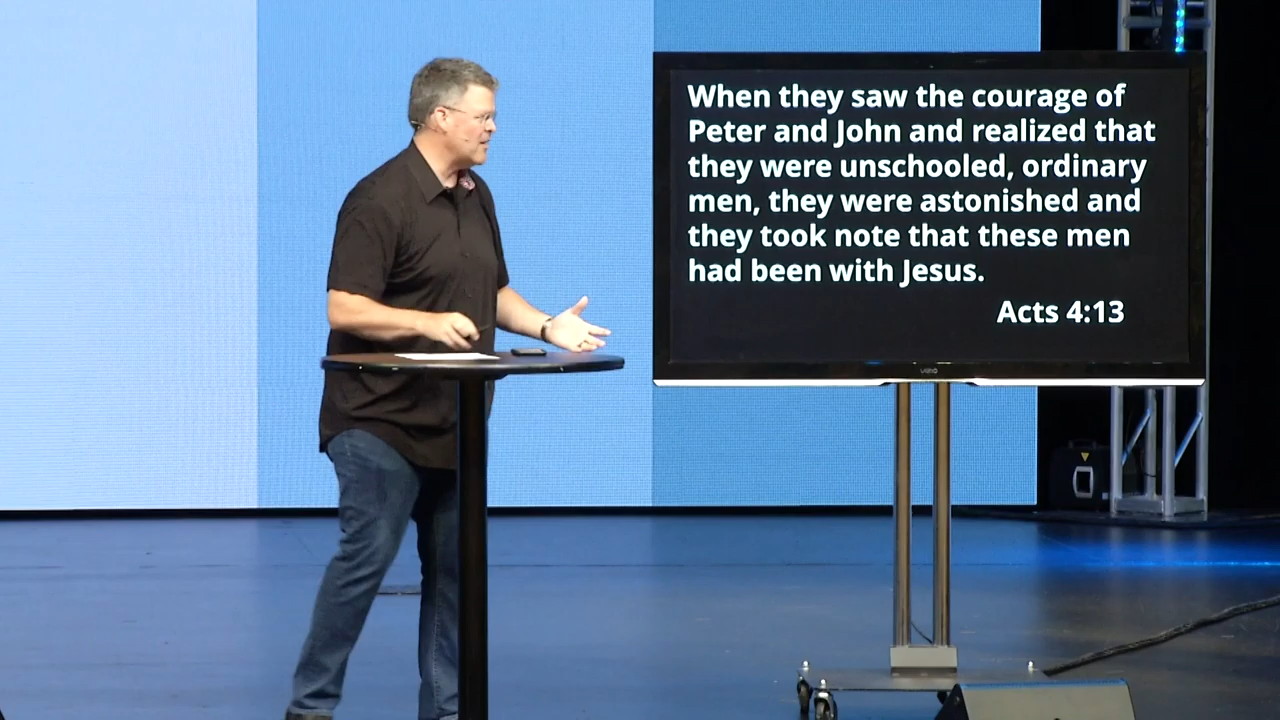 When they saw the courage of
Peter and John and realized that
they were unschooled, ordinary
men, they were astonished and
they took note that these men
had been with Jesus.
Acts 4:13
VIZIO